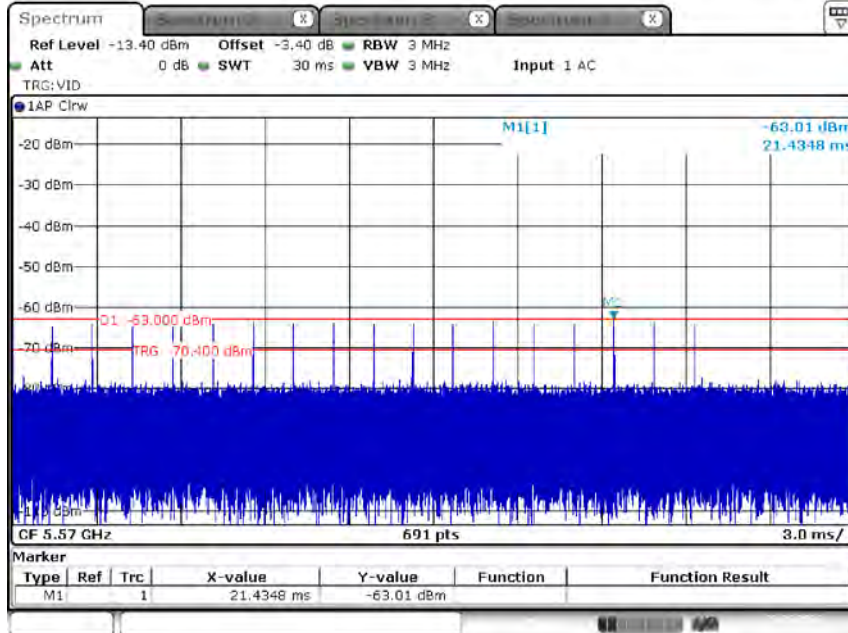 Spectrum
Ref Level -13.40 dBm Offset -3.40 dB RBW 3 MHz
Att 0 dB SWT 30 ms VBW 3 MHz Input 1 AC
TRG:VID
1AP Clrw
M1[1] -63.01 dBm
21.4348 ms
-20 dBm
-30 dBm
-40 dBm
-50 dBm
-60 dBm
D1 -63.000 dBm
-70 dBm
TRG -70.400 dBm
CF 5.57 GHz 691 pts 3.0 ms/
Marker
Type Ref Trc X-value Y-value Function Function Result
M1 1 21.4348 ms -63.01 dBm